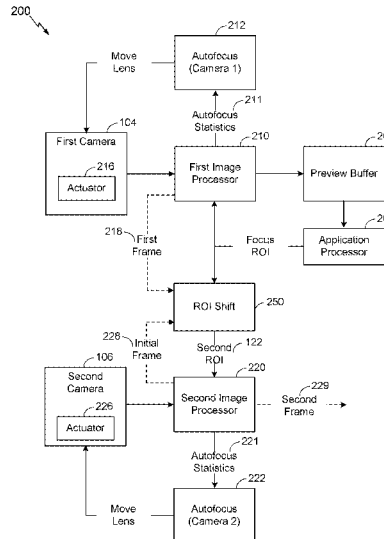 200
212
Autofocus
(Camera 1)
Move
Lens
211
Autofocus
Statistics
104
210
First Camera
216
Actuator
First Image
Processor
Preview Buffer
218
First
Frame
Focus
ROI
Application
Processor
ROI Shift
250
228
Initial
Frame
Second
ROI
122
106
220
Second
Camera
226
Actuator
Second Image
Processor
229
Second
Frame
221
Autofocus
Statistics
222
Move
Lens
Autofocus
(Camera 2)